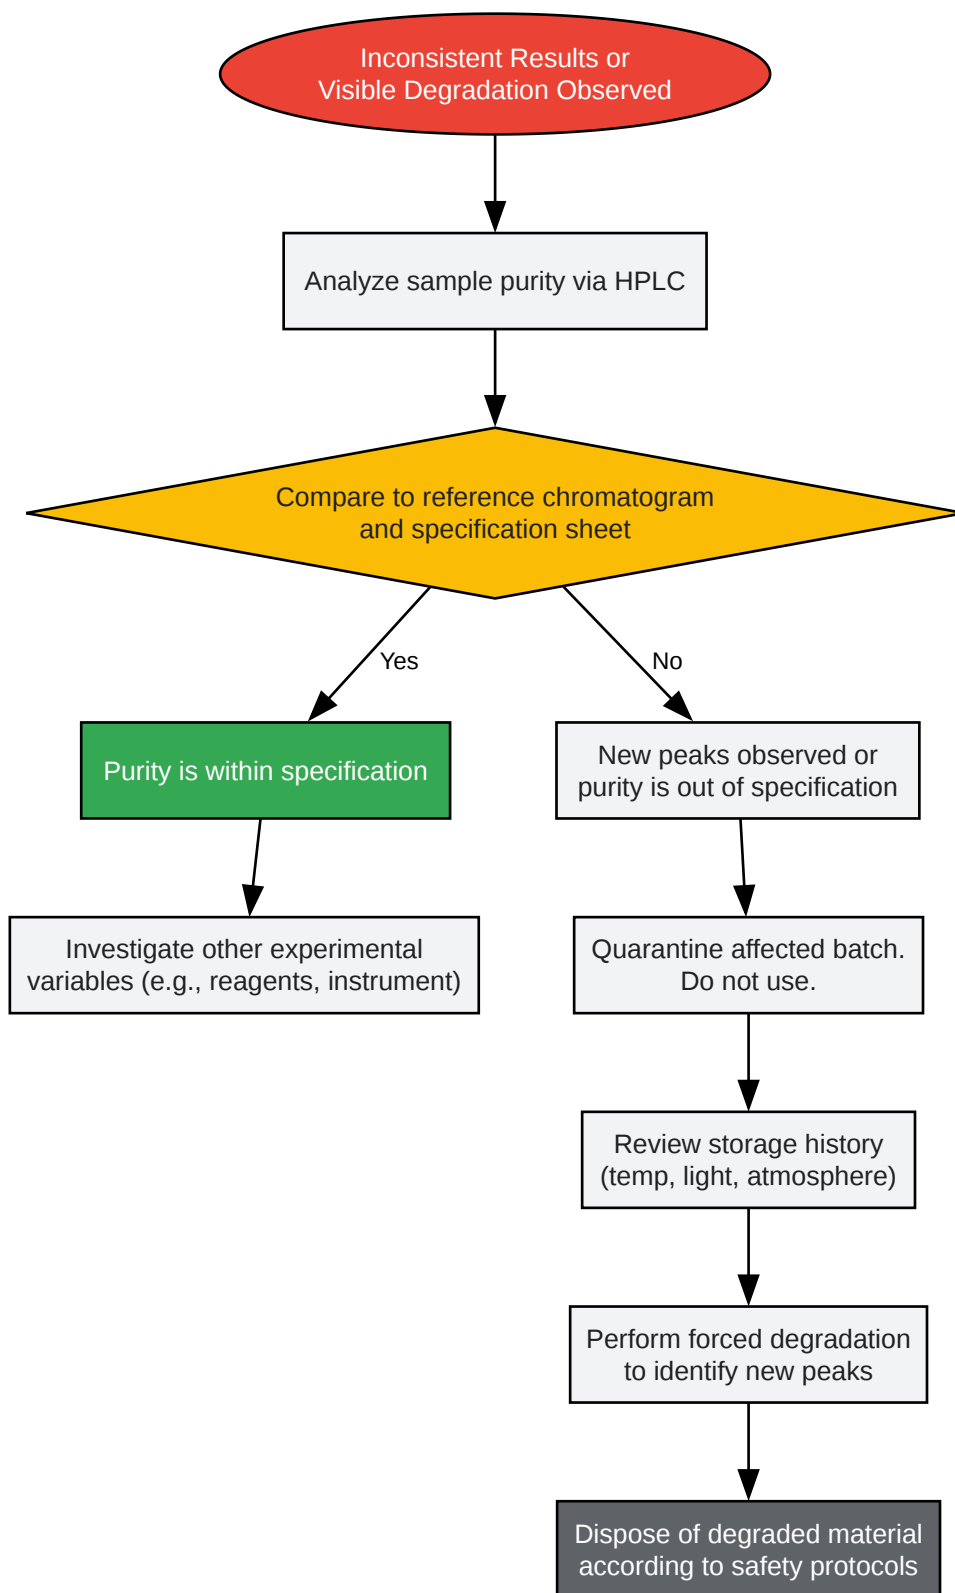 Inconsistent Results or
Visible Degradation Observed
Analyze sample purity via HPLC
Compare to reference chromatogram
and specification sheet
Yes
No
Purity is within specification
New peaks observed or
purity is out of specification
Investigate other experimental
variables (e.g., reagents, instrument)
Quarantine affected batch.
Do not use.
Review storage history
(temp, light, atmosphere)
Perform forced degradation
to identify new peaks
Dispose of degraded material
according to safety protocols